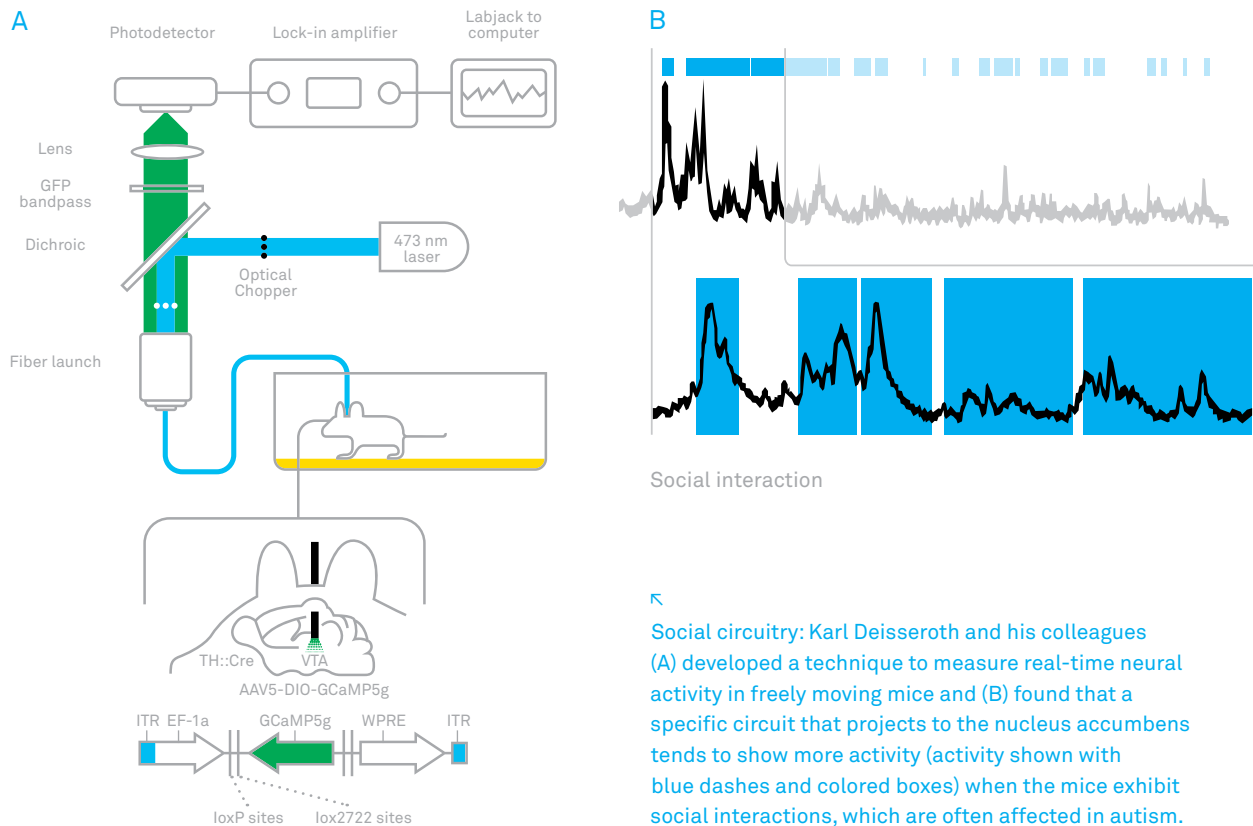 A
Photodetector
Lock-in amplifier
Labjack to
computer
Lens
GFP
bandpass
Dichroic
473 nm
laser
Optical
Chopper
Fiber launch
TH::Cre
VTA
AAV5-DIO-GCaMP5g
ITR
EF-1a
GCaMP5g
WPRE
ITR
loxP sites
lox2722 sites
B
Social interaction
Social circuitry: Karl Deisseroth and his colleagues
(A) developed a technique to measure real-time neural
activity in freely moving mice and (B) found that a
specific circuit that projects to the nucleus accumbens
tends to show more activity (activity shown with
blue dashes and colored boxes) when the mice exhibit
social interactions, which are often affected in autism.